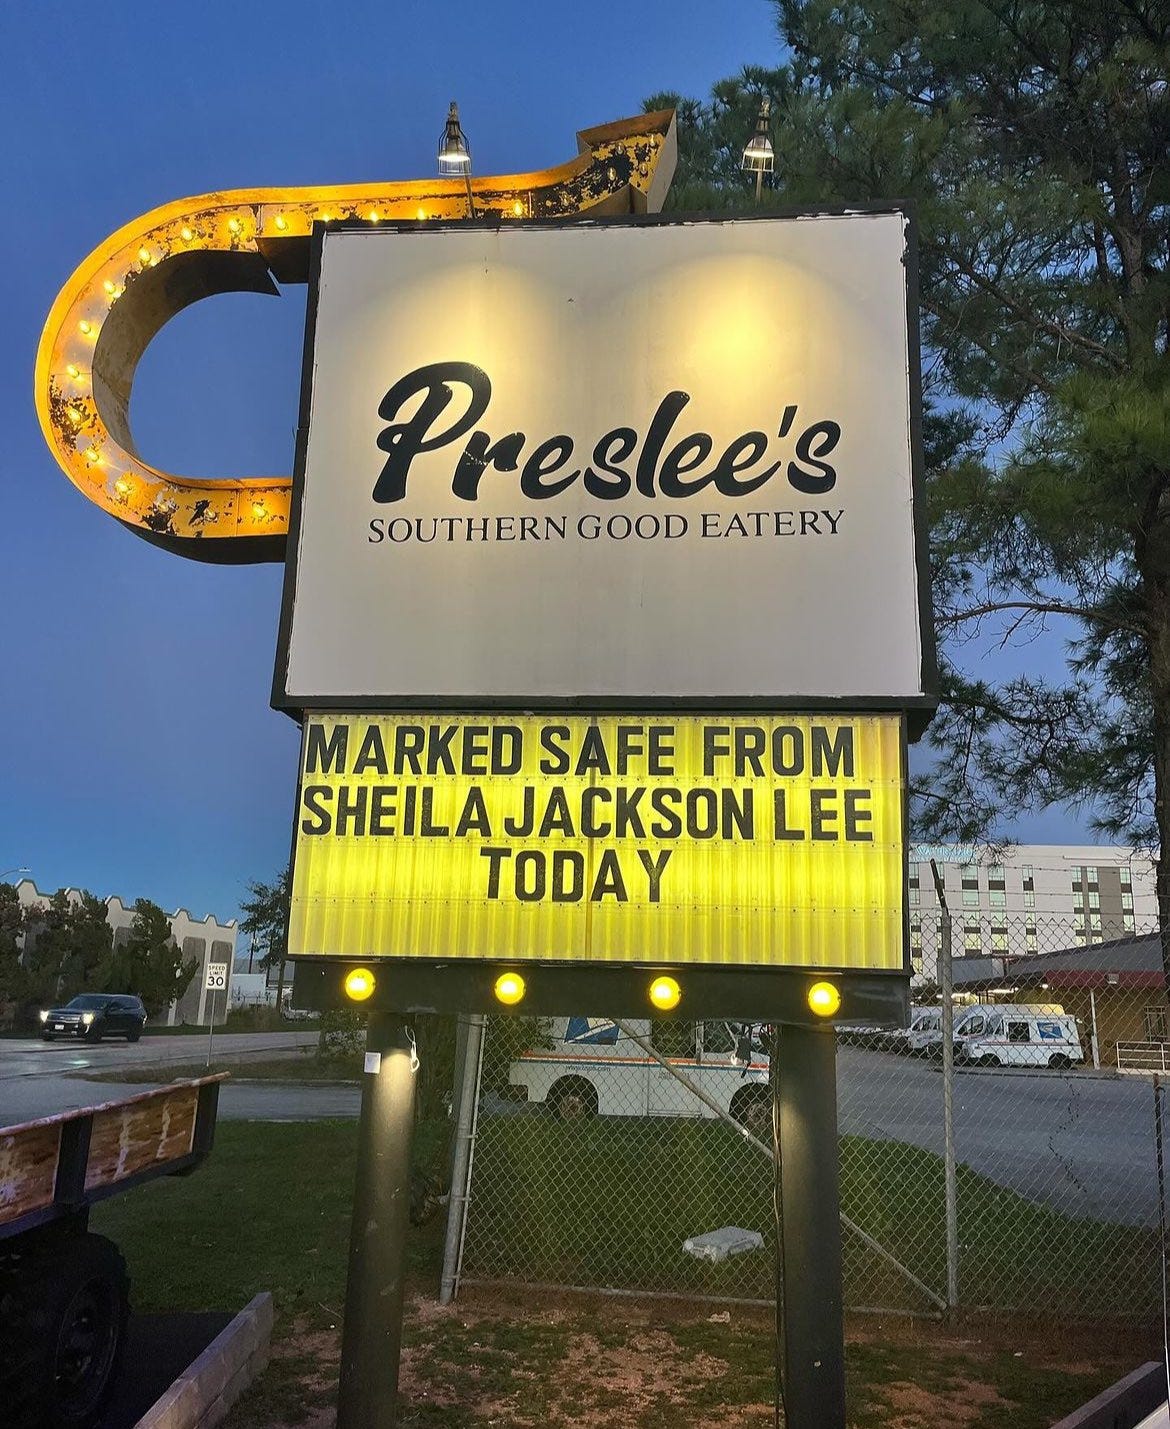 Preslee's
SOUTHERN GOOD EATERY
MARKED SAFE FROM
SHEILA JACKSON LEE
TODAY
SPEED
LIMIT
30